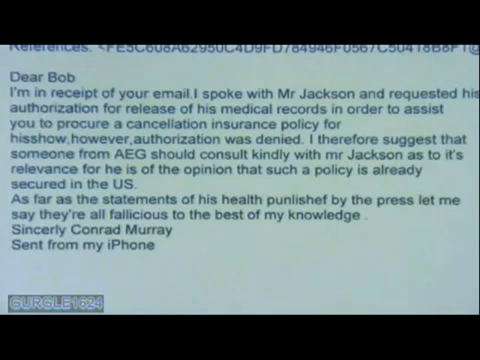 References: <FE5C608A62950C4D9FD784946F0567C50418B8F1@
Dear Bob
I'm in receipt of your email.I spoke with Mr Jackson and requested his
authorization for release of his medical records in order to assist
you to procure a cancellation insurance policy for
hisshow,however,authorization was denied. I therefore suggest that
someone from AEG should consult kindly with mr Jackson as to it's
relevance for he is of the opinion that such a policy is already
secured in the US.
As far as the statements of his health punlishef by the press let me
say they're all fallicious to the best of my knowledge .
Sincerly Conrad Murray
Sent from my iPhone
GURGLE1624